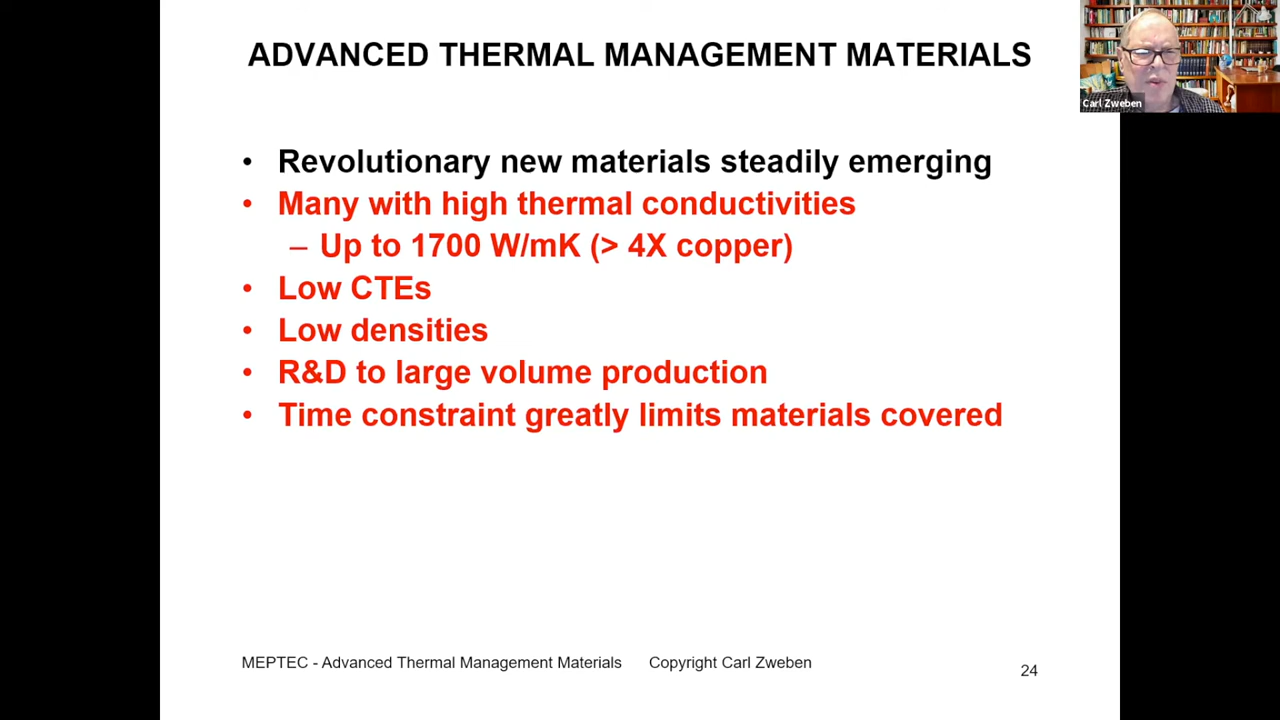 ADVANCED THERMAL MANAGEMENT MATERIALS
Carl Zweben
• Revolutionary new materials steadily emerging
• Many with high thermal conductivities
– Up to 1700 W/mK (> 4X copper)
• Low CTEs
• Low densities
• R&D to large volume production
• Time constraint greatly limits materials covered
MEPTEC - Advanced Thermal Management Materials Copyright Carl Zweben
24